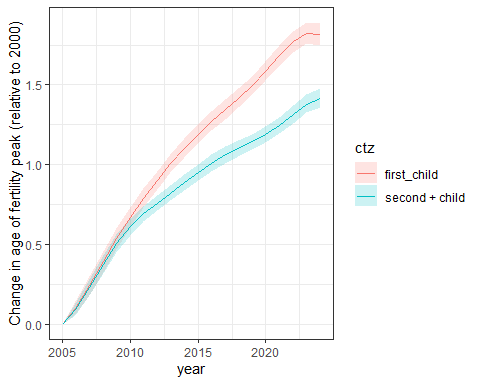 Change in age of fertility peak (relative to 2000)
1.5
1.0
0.5
0.0
2005 2010 2015 2020
year
ctz
first_child
second + child